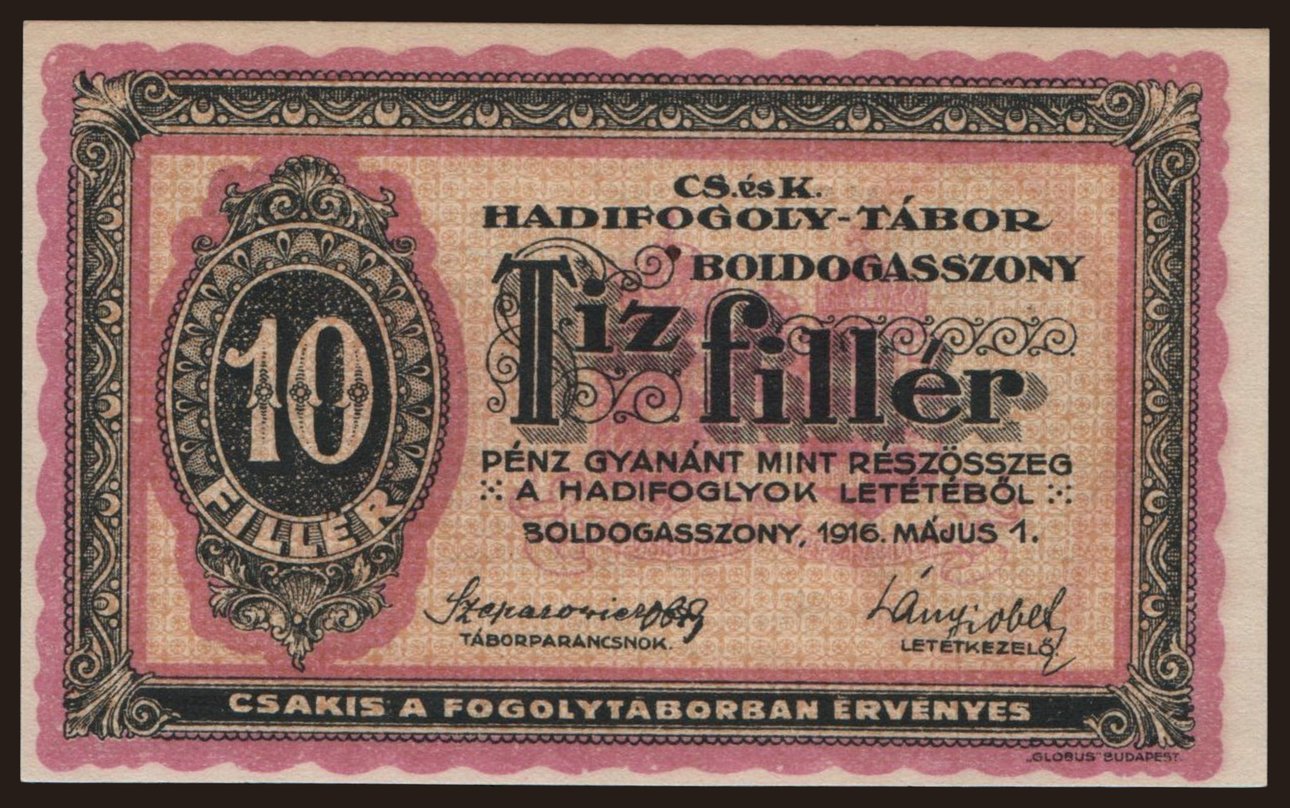 CS. és K.
HADIFOGOLY-TÁBOR
BOLDOGASSZONY
Tiz fillér
10
FILLÉR
PÉNZ GYANÁNT MINT RÉSZÖSSZEG
A HADIFOGLYOK LETÉTÉBŐL
BOLDOGASSZONY, 1916. MÁJUS 1.
TÁBORPARANCSNOK.
LETÉTKEZELŐ.
CSAKIS A FOGOLYTÁBORBAN ÉRVÉNYES
„GLOBUS" BUDAPEST.